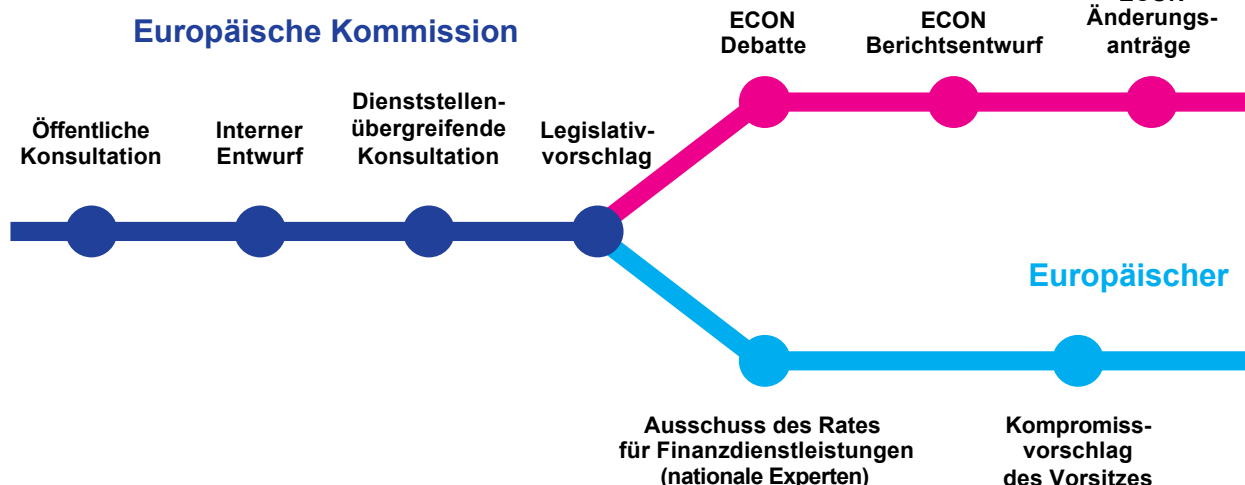 Europäische Kommission
Öffentliche
Konsultation
Interner
Entwurf
Dienststellen-
übergreifende
Konsultation
Legislativ-
vorschlag
ECON
Debatte
ECON
Berichtsentwurf
Änderungs-
anträge
Europäischer
Ausschuss des Rates
für Finanzdienstleistungen
(nationale Experten)
Kompromiss-
vorschlag
des Vorsitzes